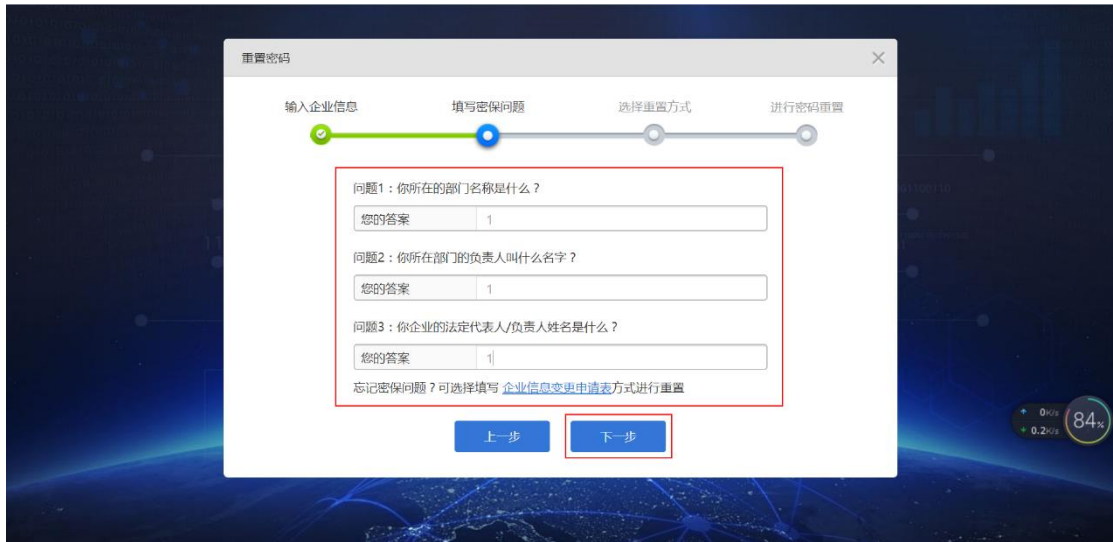 重置密码
输入企业信息 填写密保问题 选择重置方式 进行密码重置
问题1：你所在的部门名称是什么？
您的答案 1
问题2：你所在部门的负责人叫什么名字？
您的答案 1
问题3：你企业的法定代表人/负责人姓名是什么？
您的答案 1
忘记密保问题？可选择填写 企业信息变更申请表方式进行重置
上一步 下一步
0K/s
0.2K/s
84%